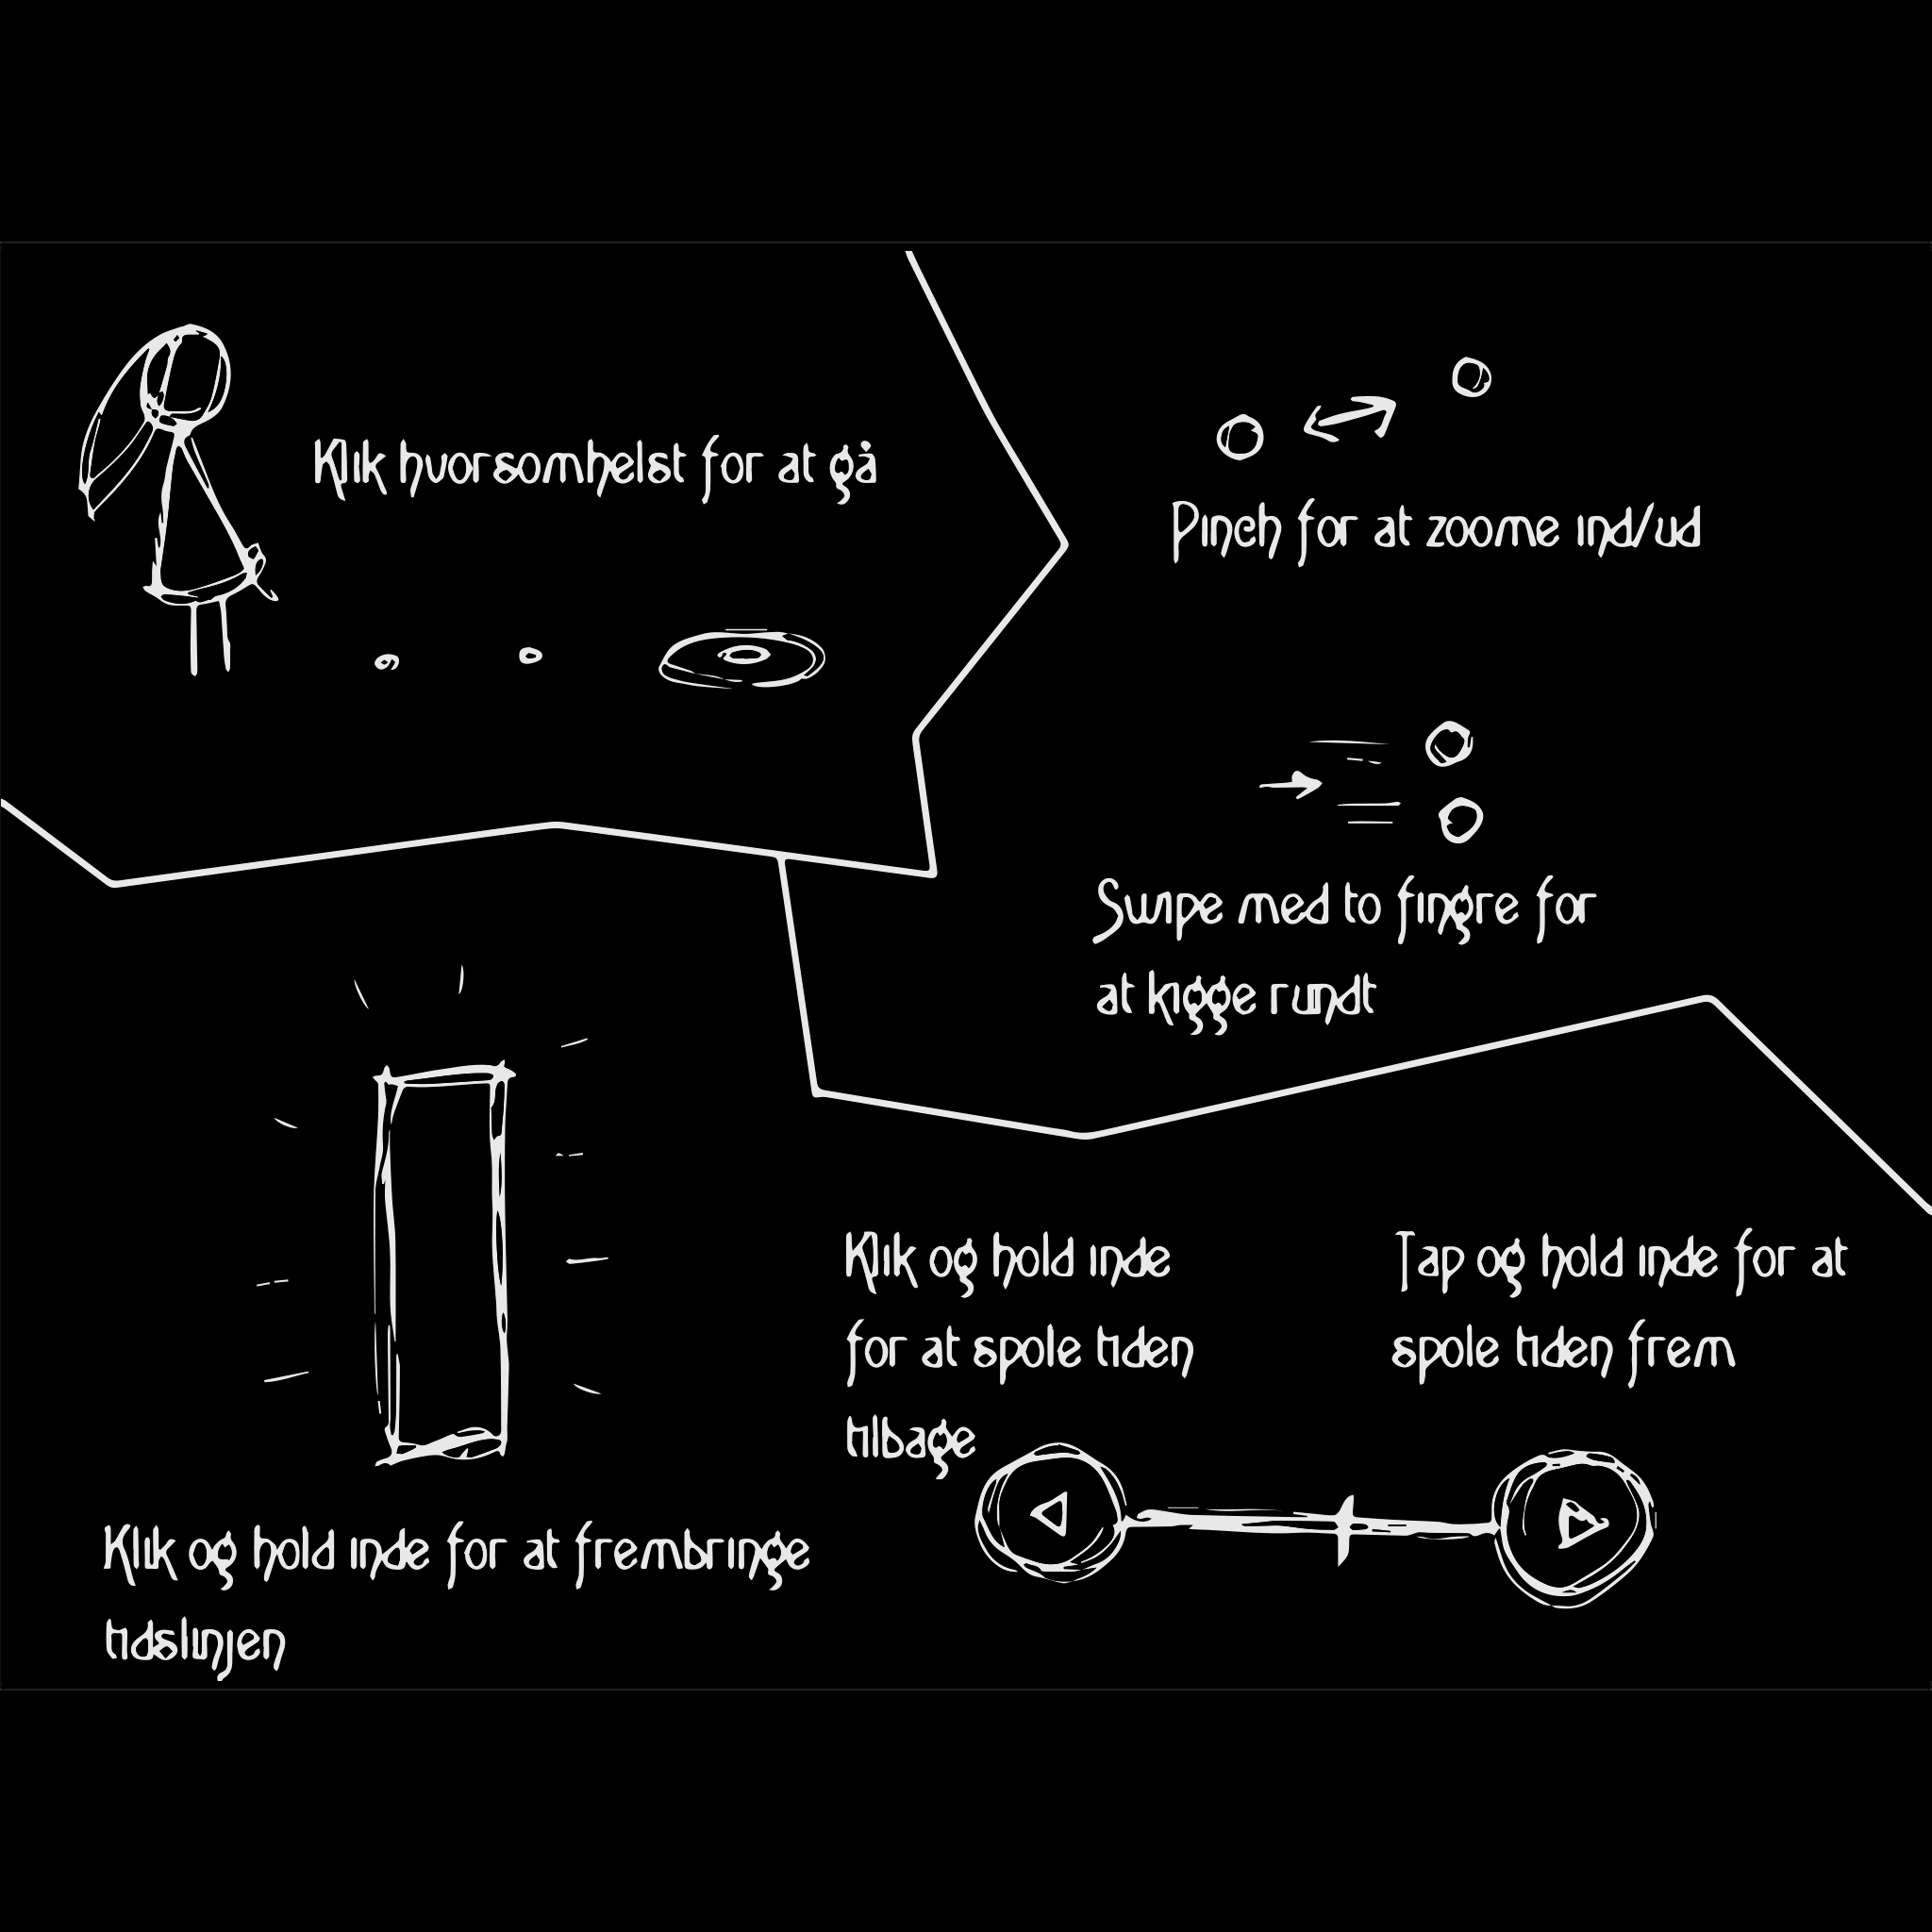 Klik hvorsomhelst for at gå
Pinch for at zoome ind/ud
Swipe med to fingre for
at kigge rundt
Klik og hold inde
for at spole tiden
tilbage
Tap og hold inde for at
spole tiden frem
Klik og hold inde for at frembringe
tidslinjen